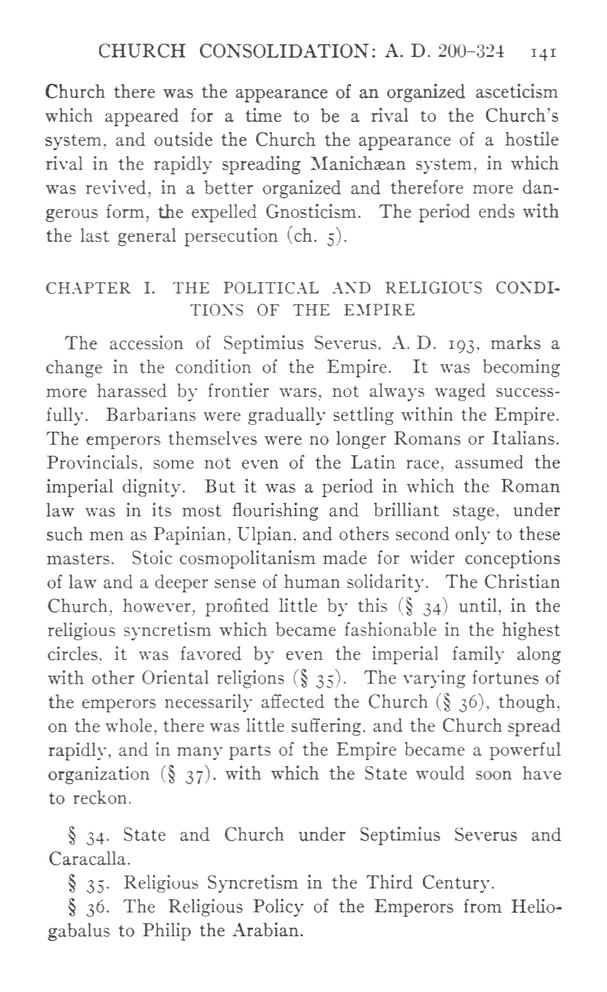 CHURCH CONSOLIDATION: A. D. 200–324 141
Church there was the appearance of an organized asceticism
which appeared for a time to be a rival to the Church's
system, and outside the Church the appearance of a hostile
rival in the rapidly spreading Manichæan system, in which
was revived, in a better organized and therefore more dan-
gerous form, the expelled Gnosticism. The period ends with
the last general persecution (ch. 5).
CHAPTER I. THE POLITICAL AND RELIGIOUS CONDI-
TIONS OF THE EMPIRE
The accession of Septimius Severus, A. D. 193, marks a
change in the condition of the Empire. It was becoming
more harassed by frontier wars, not always waged success-
fully. Barbarians were gradually settling within the Empire.
The emperors themselves were no longer Romans or Italians.
Provincials, some not even of the Latin race, assumed the
imperial dignity. But it was a period in which the Roman
law was in its most flourishing and brilliant stage, under
such men as Papinian, Ulpian, and others second only to these
masters. Stoic cosmopolitanism made for wider conceptions
of law and a deeper sense of human solidarity. The Christian
Church, however, profited little by this (§ 34) until, in the
religious syncretism which became fashionable in the highest
circles, it was favored by even the imperial family along
with other Oriental religions (§ 35). The varying fortunes of
the emperors necessarily affected the Church (§ 36), though,
on the whole, there was little suffering, and the Church spread
rapidly, and in many parts of the Empire became a powerful
organization (§ 37), with which the State would soon have
to reckon.
§ 34. State and Church under Septimius Severus and
Caracalla.
§ 35. Religious Syncretism in the Third Century.
§ 36. The Religious Policy of the Emperors from Helio-
gabalus to Philip the Arabian.